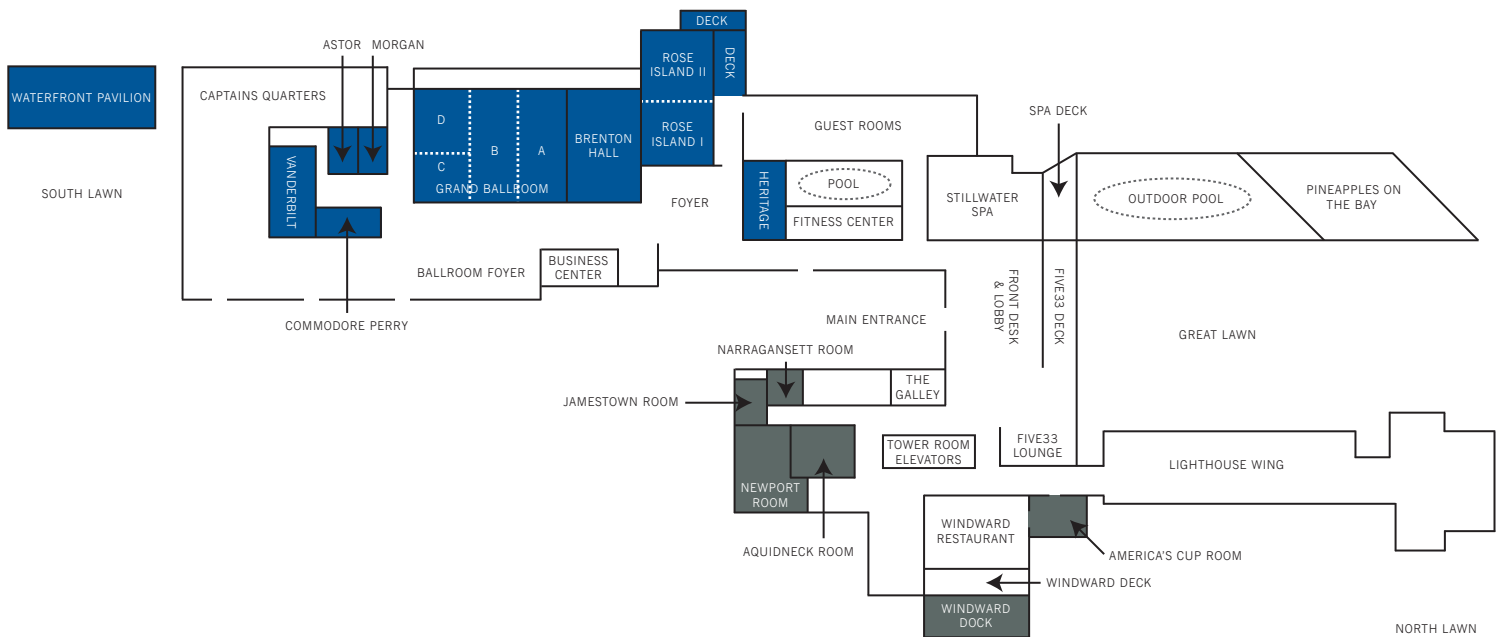 DECK
ASTOR
MORGAN
ROSE
ISLAND II
DECK
WATERFRONT PAVILION
CAPTAINS QUARTERS
SPA DECK
D
GUEST ROOMS
BRENTON
HALL
ROSE
ISLAND I
B
A
C
GRAND BALLROOM
VANDERBILT
SOUTH LAWN
FOYER
HERITAGE
POOL
FITNESS CENTER
STILLWATER
SPA
OUTDOOR POOL
PINEAPPLES ON
THE BAY
BALLROOM FOYER
BUSINESS
CENTER
FRONT DESK
& LOBBY
FIVE33 DECK
COMMODORE PERRY
MAIN ENTRANCE
GREAT LAWN
NARRAGANSETT ROOM
THE
GALLEY
JAMESTOWN ROOM
TOWER ROOM
ELEVATORS
FIVE33
LOUNGE
LIGHTHOUSE WING
NEWPORT
ROOM
WINDWARD
RESTAURANT
AQUIDNECK ROOM
AMERICA'S CUP ROOM
WINDWARD DECK
WINDWARD
DOCK
NORTH LAWN